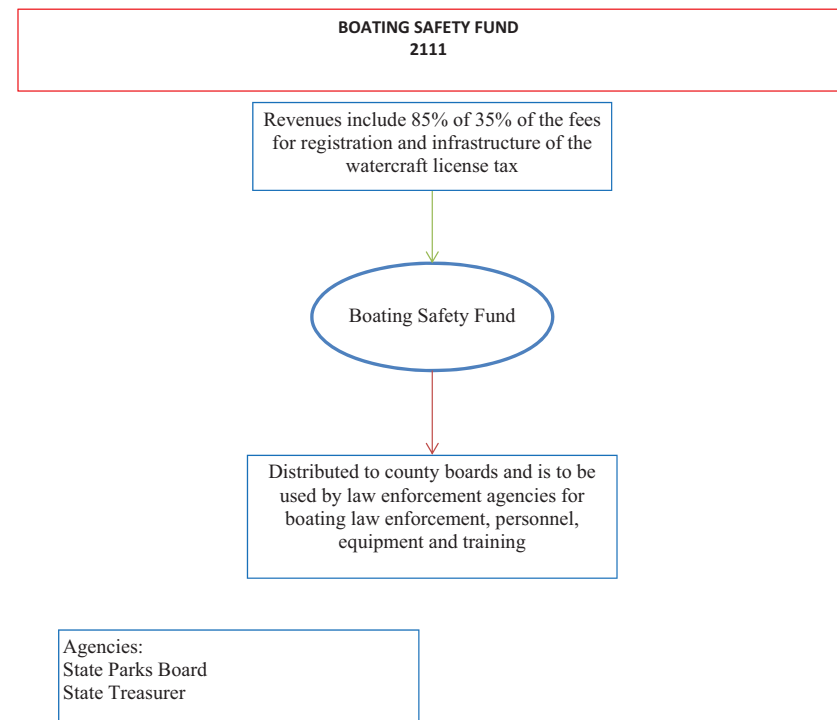 BOATING SAFETY FUND
2111
Revenues include 85% of 35% of the fees
for registration and infrastructure of the
watercraft license tax
Boating Safety Fund
Distributed to county boards and is to be
used by law enforcement agencies for
boating law enforcement, personnel,
equipment and training
Agencies:
State Parks Board
State Treasurer